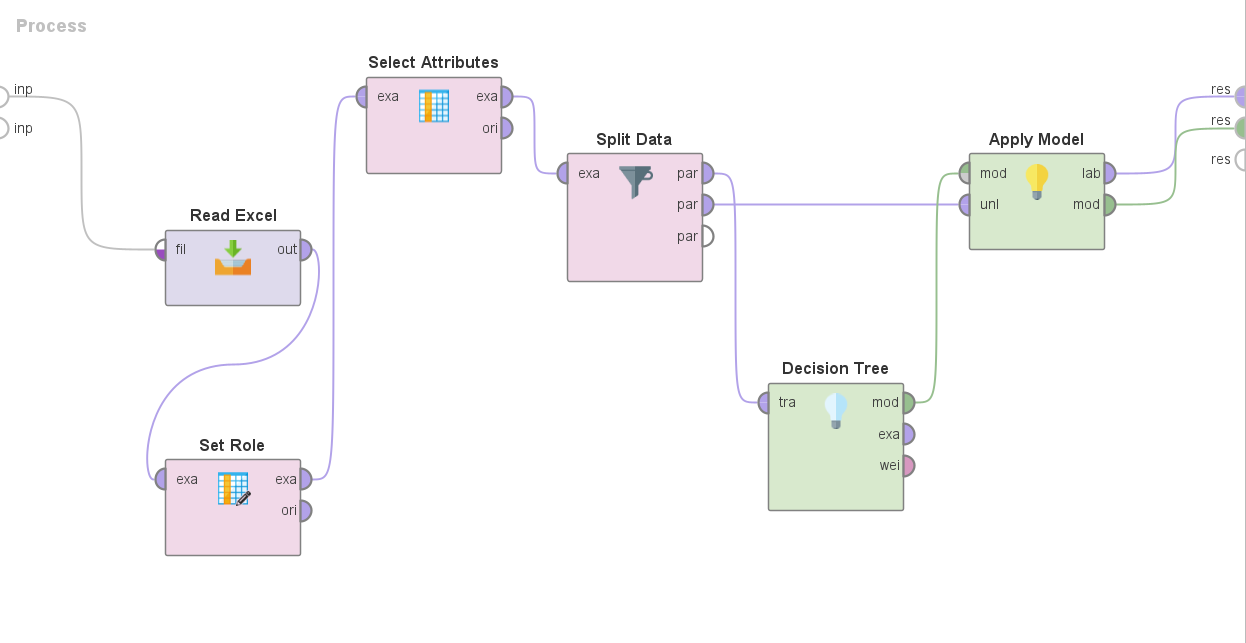 Process
inp
inp
Read Excel
fil out
Set Role
exa exa
ori
Select Attributes
exa exa
ori
Split Data
exa par
par
par
Decision Tree
tra mod
exa
wei
Apply Model
mod lab
unl mod
res
res
res